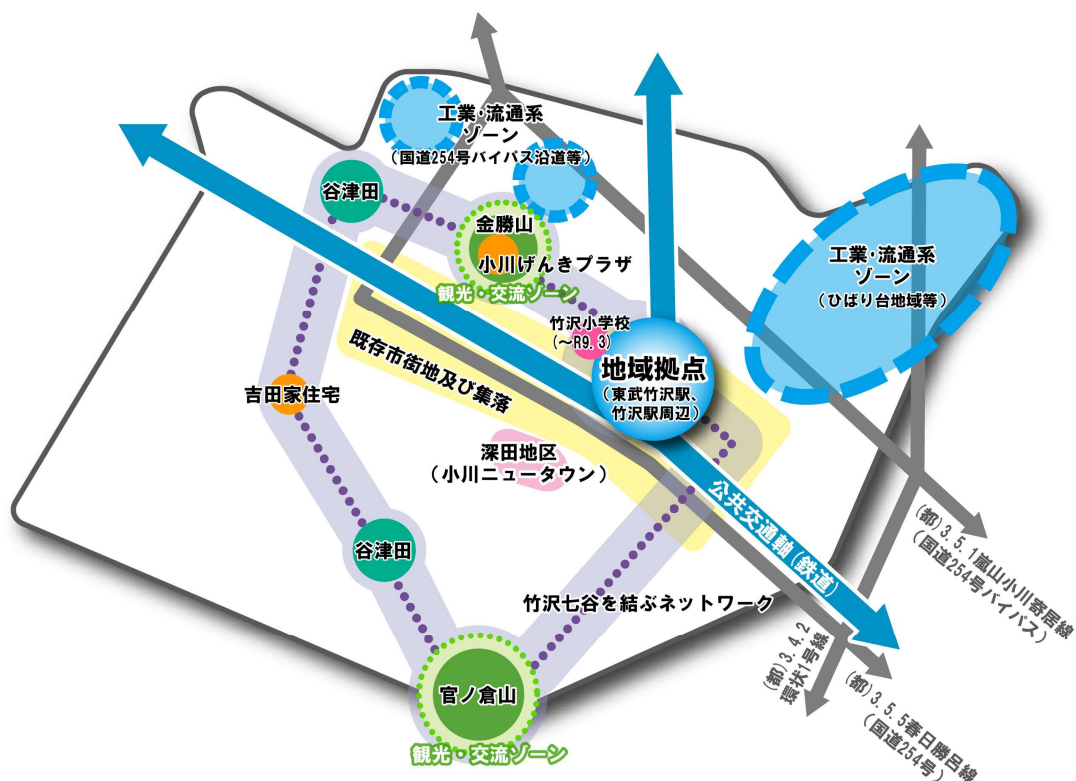 工業・流通系
ゾーン
（国道254号バイパス沿道等）
谷津田
金勝山
小川げんきプラザ
観光・交流ゾーン
工業・流通系
ゾーン
（ひばり台地域等）
竹沢小学校
（～R9.3）
地域拠点
（東武竹沢駅、
竹沢駅周辺）
既存市街地及び集落
吉田家住宅
深田地区
（小川ニュータウン）
公共交通軸（鉄道）
(都)3.5.1嵐山小川寄居線
（国道254号バイパス）
谷津田
竹沢七谷を結ぶネットワーク
(都)3.4.2
環状1号線
(都)3.5.5春日勝呂線
（国道254号）
官ノ倉山
観光・交流ゾーン